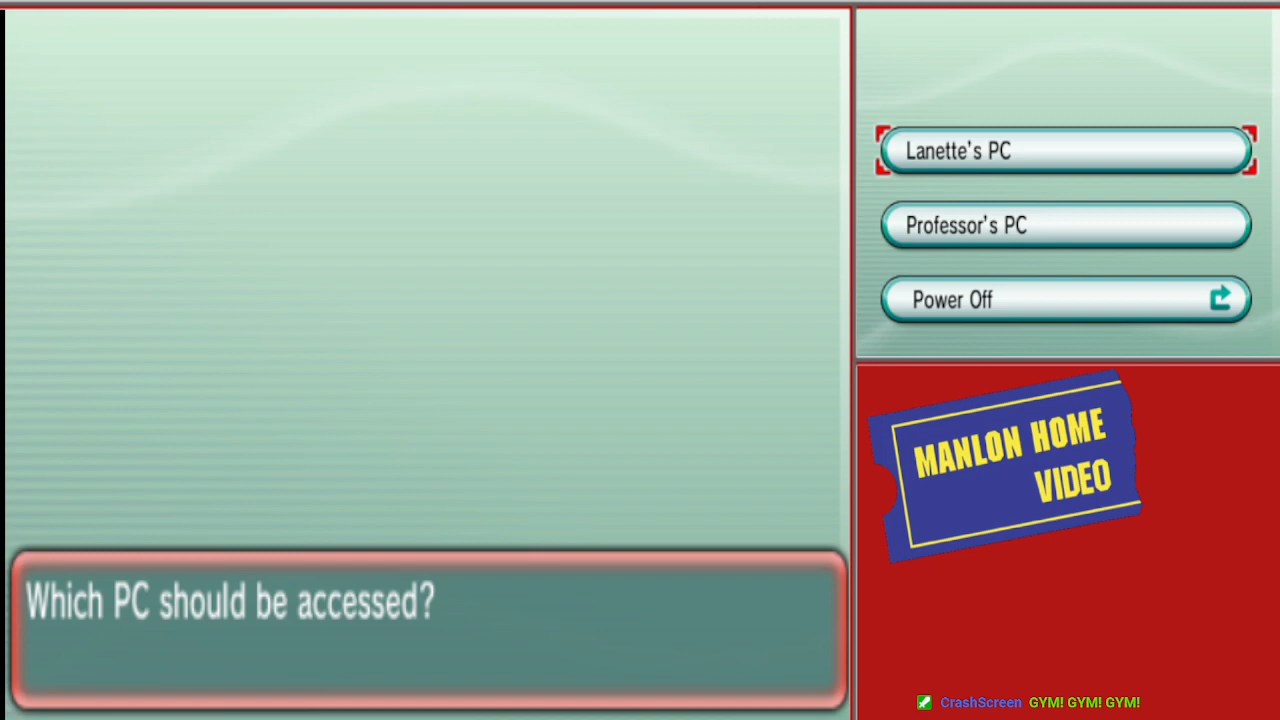 Lanette's PC
Professor's PC
Power Off
MANLON HOME
VIDEO
Which PC should be accessed?
CrashScreen GYM! GYM! GYM!